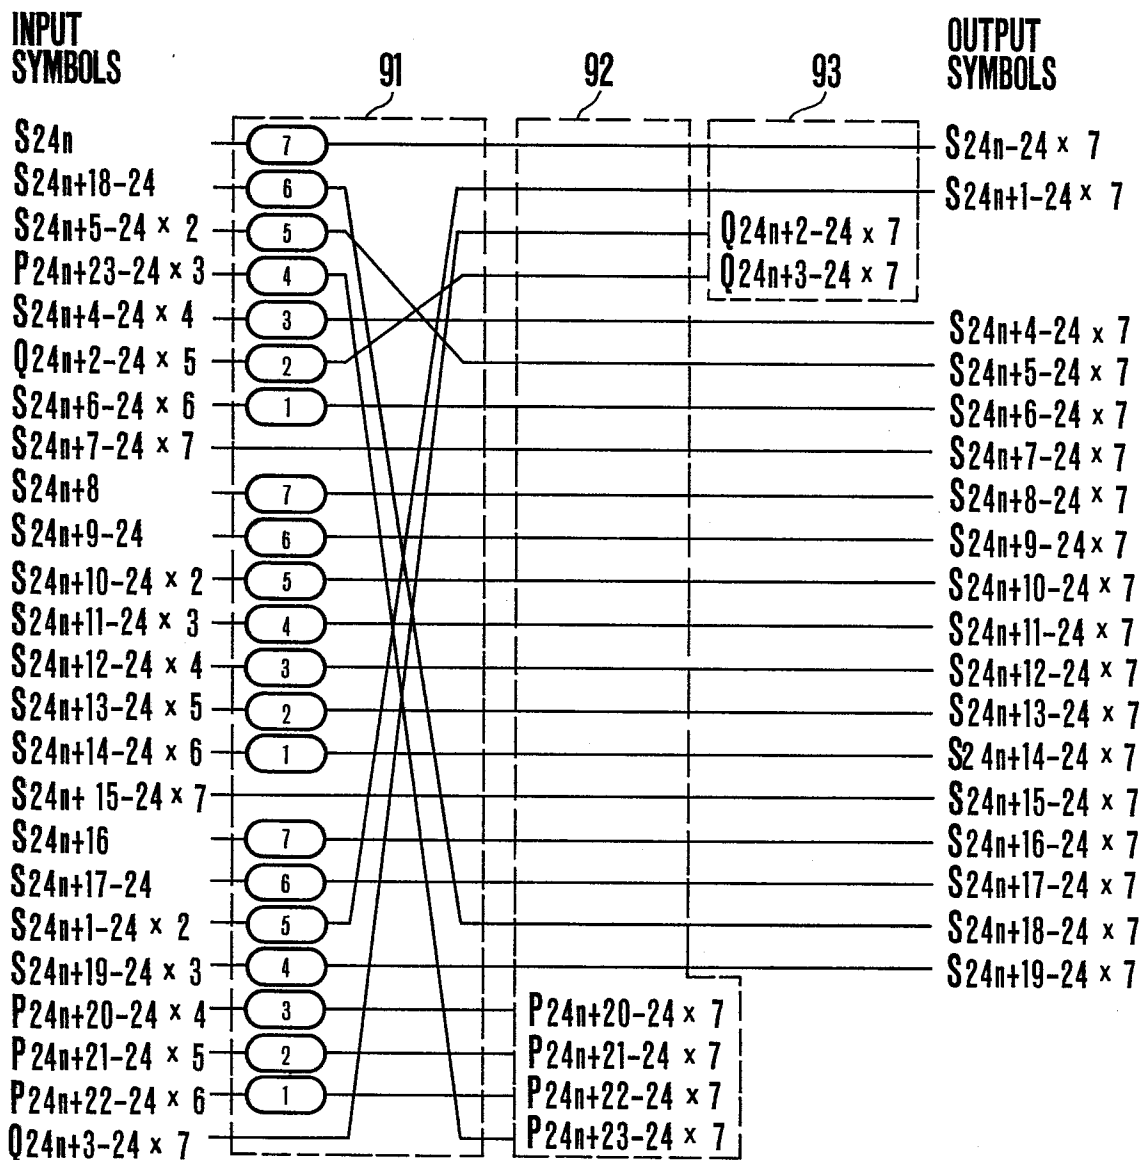 INPUT
SYMBOLS
91
92
93
OUTPUT
SYMBOLS
S24n
7
S24n-24 × 7
S24n+18-24
6
S24n+1-24 × 7
S24n+5-24 × 2
5
Q24n+2-24 × 7
P24n+23-24 × 3
4
Q24n+3-24 × 7
S24n+4-24 × 4
3
S24n+4-24 × 7
Q24n+2-24 × 5
2
S24n+5-24 × 7
S24n+6-24 × 6
1
S24n+6-24 × 7
S24n+7-24 × 7
S24n+7-24 × 7
S24n+8
7
S24n+8-24 × 7
S24n+9-24
6
S24n+9-24 × 7
S24n+10-24 × 2
5
S24n+10-24 × 7
S24n+11-24 × 3
4
S24n+11-24 × 7
S24n+12-24 × 4
3
S24n+12-24 × 7
S24n+13-24 × 5
2
S24n+13-24 × 7
S24n+14-24 × 6
1
S24n+14-24 × 7
S24n+15-24 × 7
S24n+15-24 × 7
S24n+16
7
S24n+16-24 × 7
S24n+17-24
6
S24n+17-24 × 7
S24n+1-24 × 2
5
S24n+18-24 × 7
S24n+19-24 × 3
4
S24n+19-24 × 7
P24n+20-24 × 4
3
P24n+20-24 × 7
P24n+21-24 × 5
2
P24n+21-24 × 7
P24n+22-24 × 6
1
P24n+22-24 × 7
Q24n+3-24 × 7
P24n+23-24 × 7